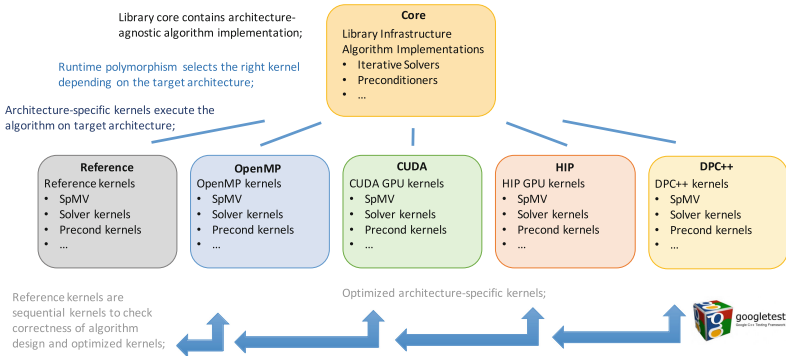 Library core contains architecture-
agnostic algorithm implementation;
Core
Library Infrastructure
Algorithm Implementations
• Iterative Solvers
• Preconditioners
• ...
Runtime polymorphism selects the right kernel
depending on the target architecture;
Architecture-specific kernels execute the
algorithm on target architecture;
Reference
Reference kernels
• SpMV
• Solver kernels
• Precond kernels
• ...
OpenMP
OpenMP kernels
• SpMV
• Solver kernels
• Precond kernels
• ...
CUDA
CUDA GPU kernels
• SpMV
• Solver kernels
• Precond kernels
• ...
HIP
HIP GPU kernels
• SpMV
• Solver kernels
• Precond kernels
• ...
DPC++
DPC++ kernels
• SpMV
• Solver kernels
• Precond kernels
• ...
Reference kernels are
sequential kernels to check
correctness of algorithm
design and optimized kernels;
Optimized architecture-specific kernels;
googletest
Google C++ Testing Framework